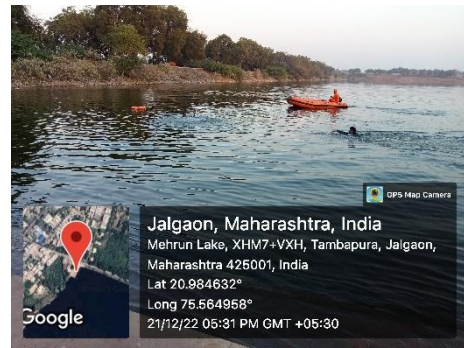 GPS Map Camera
Jalgaon, Maharashtra, India
Mehrun Lake, XHM7+VXH, Tambapura, Jalgaon,
Maharashtra 425001, India
Lat 20.984632°
Long 75.564958°
21/12/22 05:31 PM GMT +05:30
Google